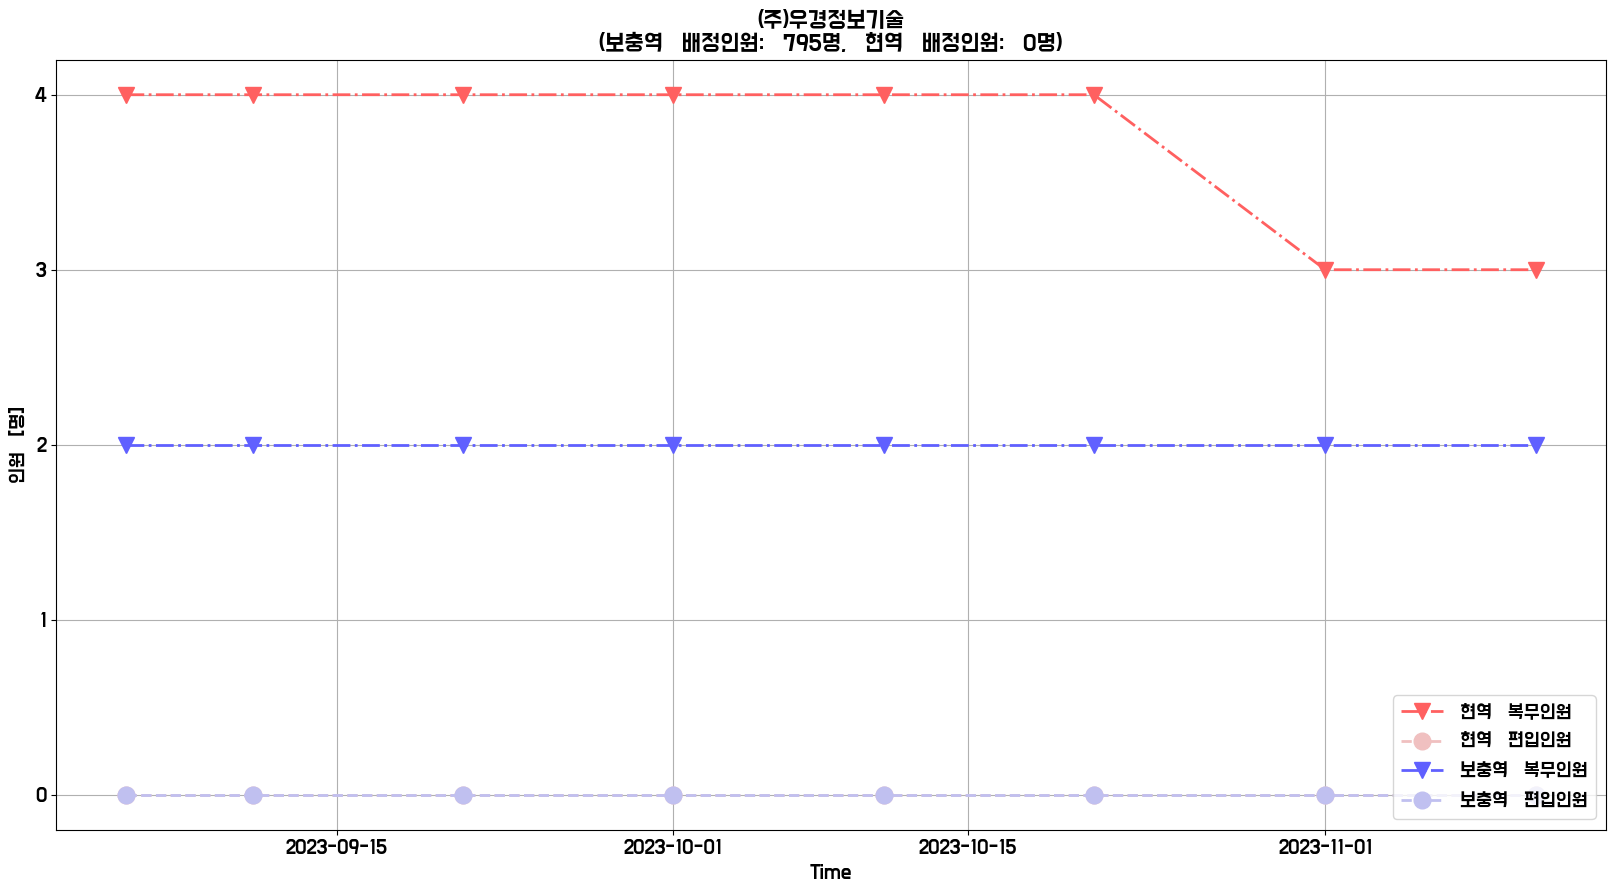 (주)우경정보기술
(보충역 배정인원: 795명, 현역 배정인원: 0명)
4
3
2
1
0
인원 [명]
현역 복무인원
현역 편입인원
보충역 복무인원
보충역 편입인원
2023-09-15
2023-10-01
2023-10-15
2023-11-01
Time